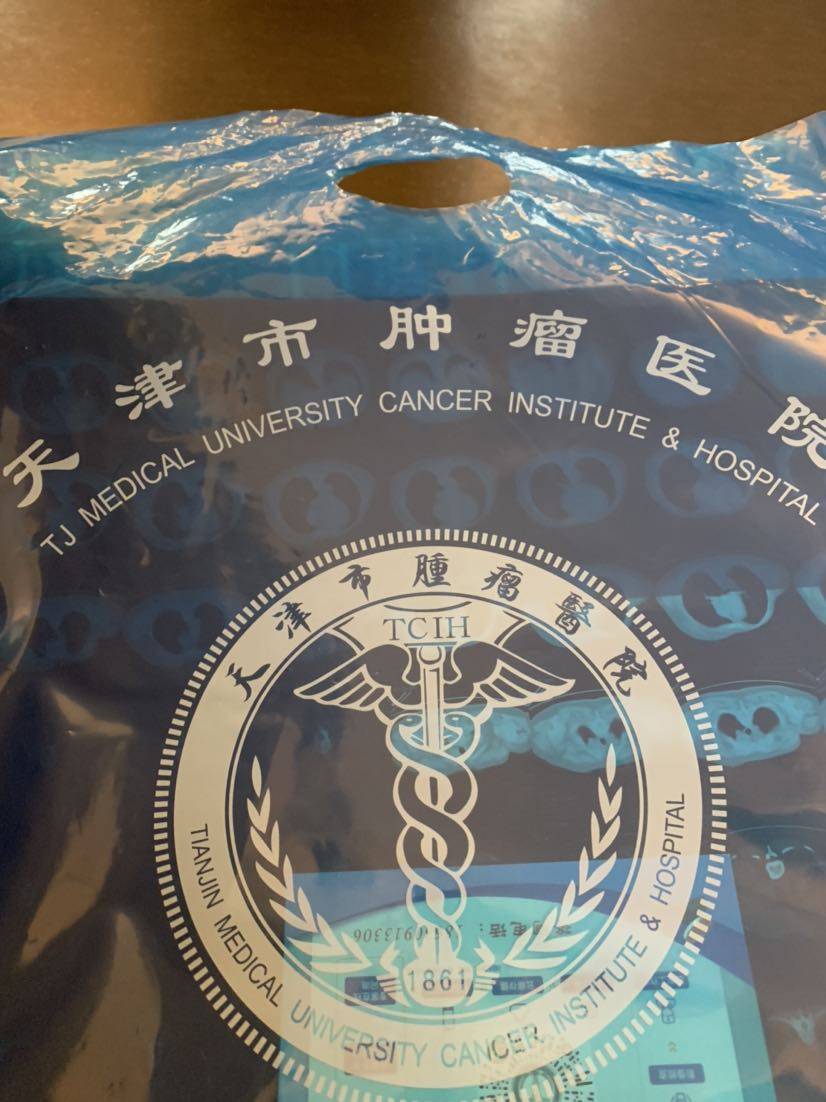 天津市肿瘤医院
TJ MEDICAL UNIVERSITY CANCER INSTITUTE & HOSPITAL
天津市腫瘤醫院
TCIH
1861
TIANJIN MEDICAL UNIVERSITY CANCER INSTITUTE & HOSPITAL